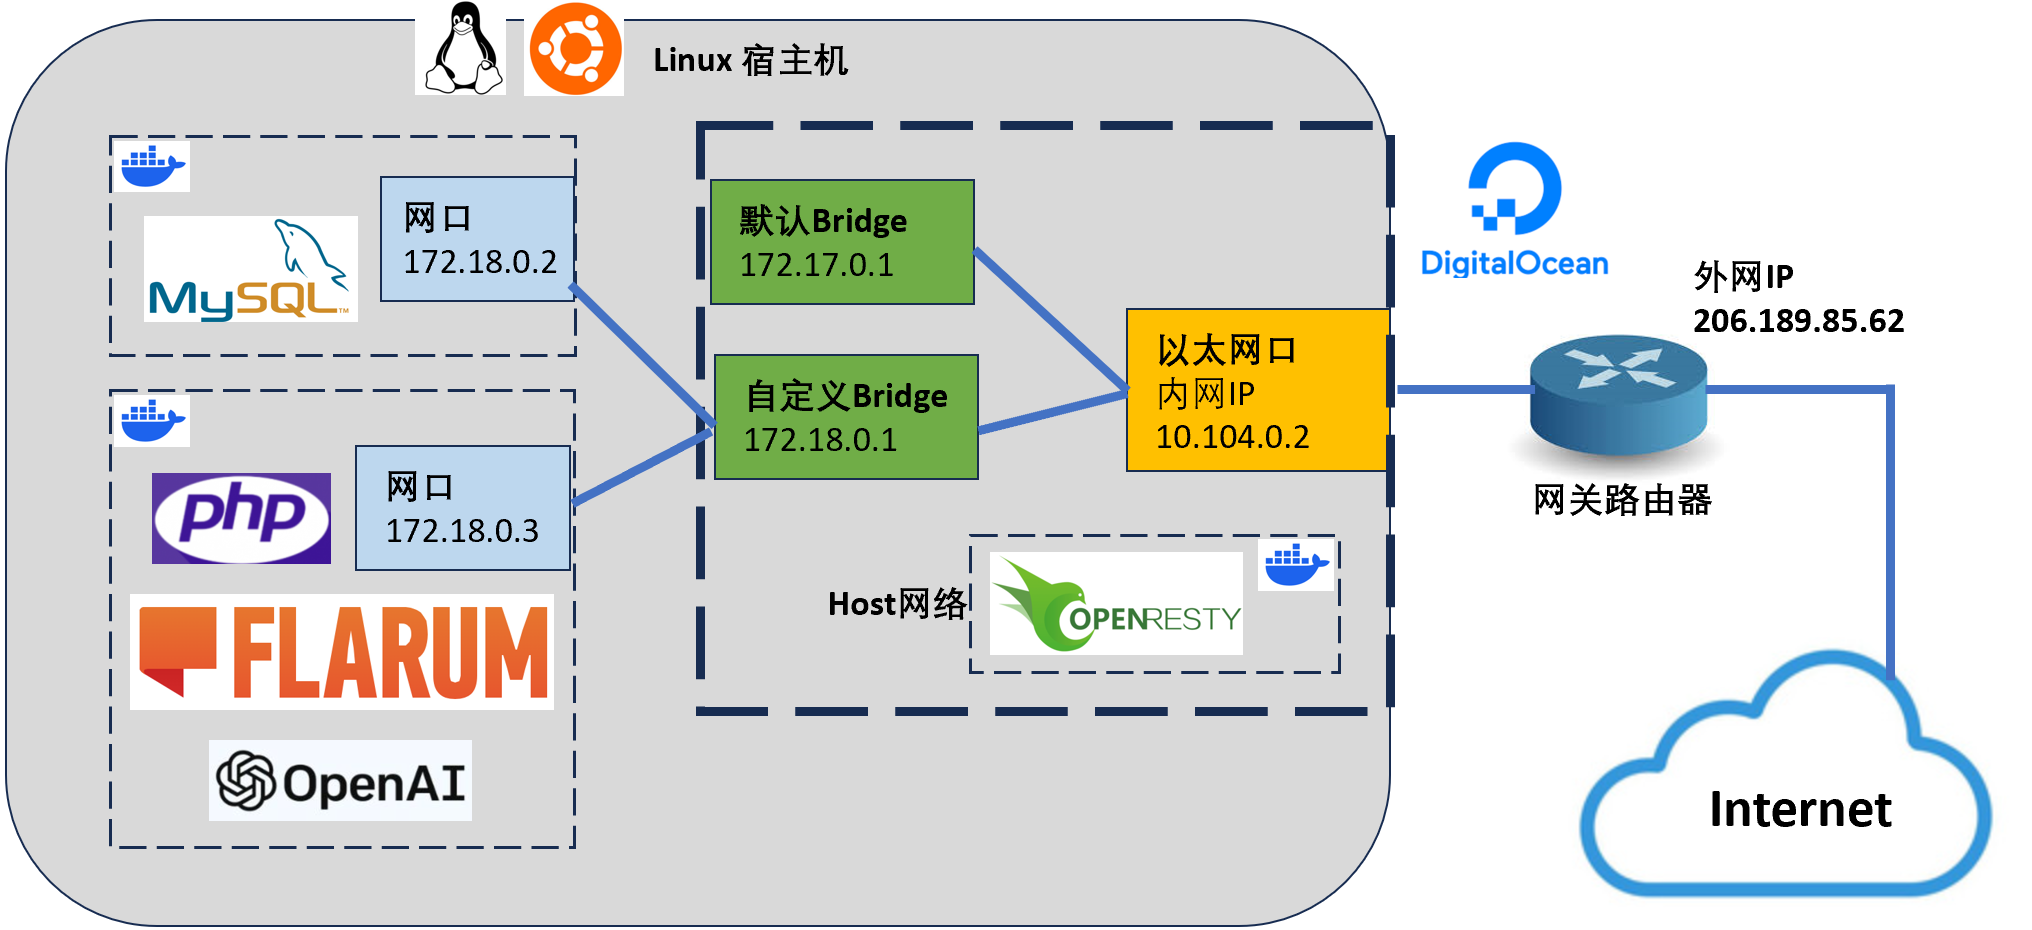 Linux 宿主机
网口
172.18.0.2
MySQL™
php
网口
172.18.0.3
FLARUM
OpenAI
默认Bridge
172.17.0.1
自定义Bridge
172.18.0.1
以太网口
内网IP
10.104.0.2
Host网络
OPENRESTY
DigitalOcean
外网IP
206.189.85.62
网关路由器
Internet